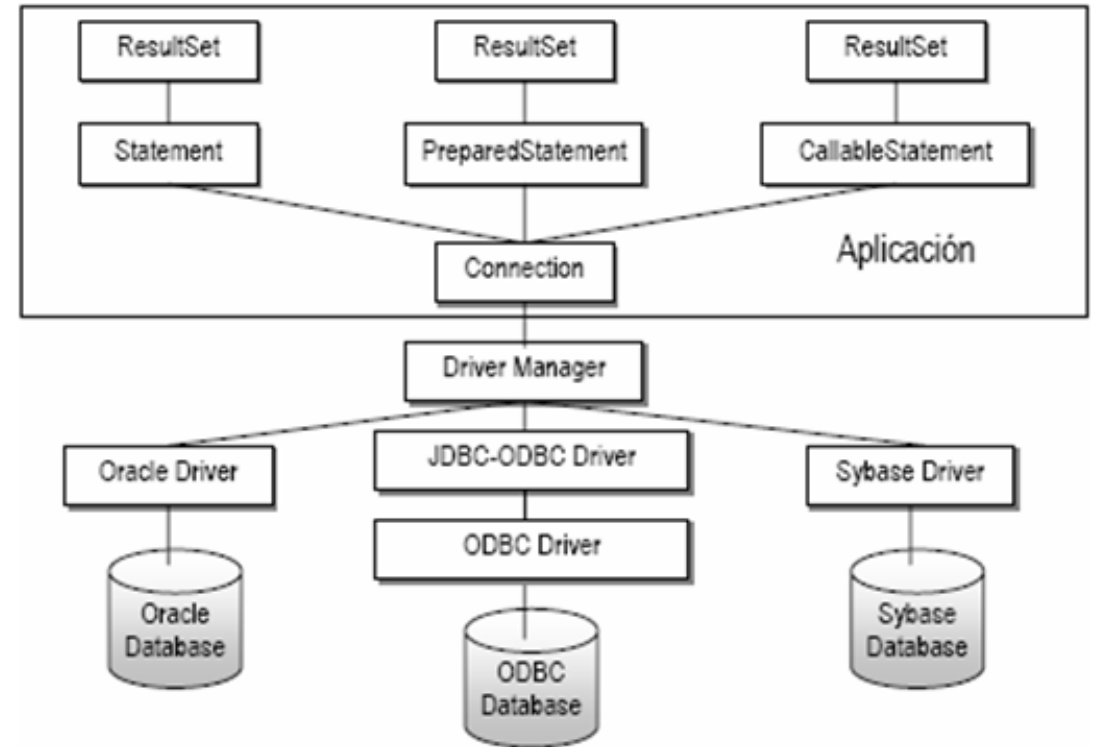 ResultSet
ResultSet
ResultSet
Statement
PreparedStatement
CallableStatement
Connection
Aplicación
Driver Manager
Oracle Driver
JDBC-ODBC Driver
Sybase Driver
ODBC Driver
Oracle
Database
ODBC
Database
Sybase
Database